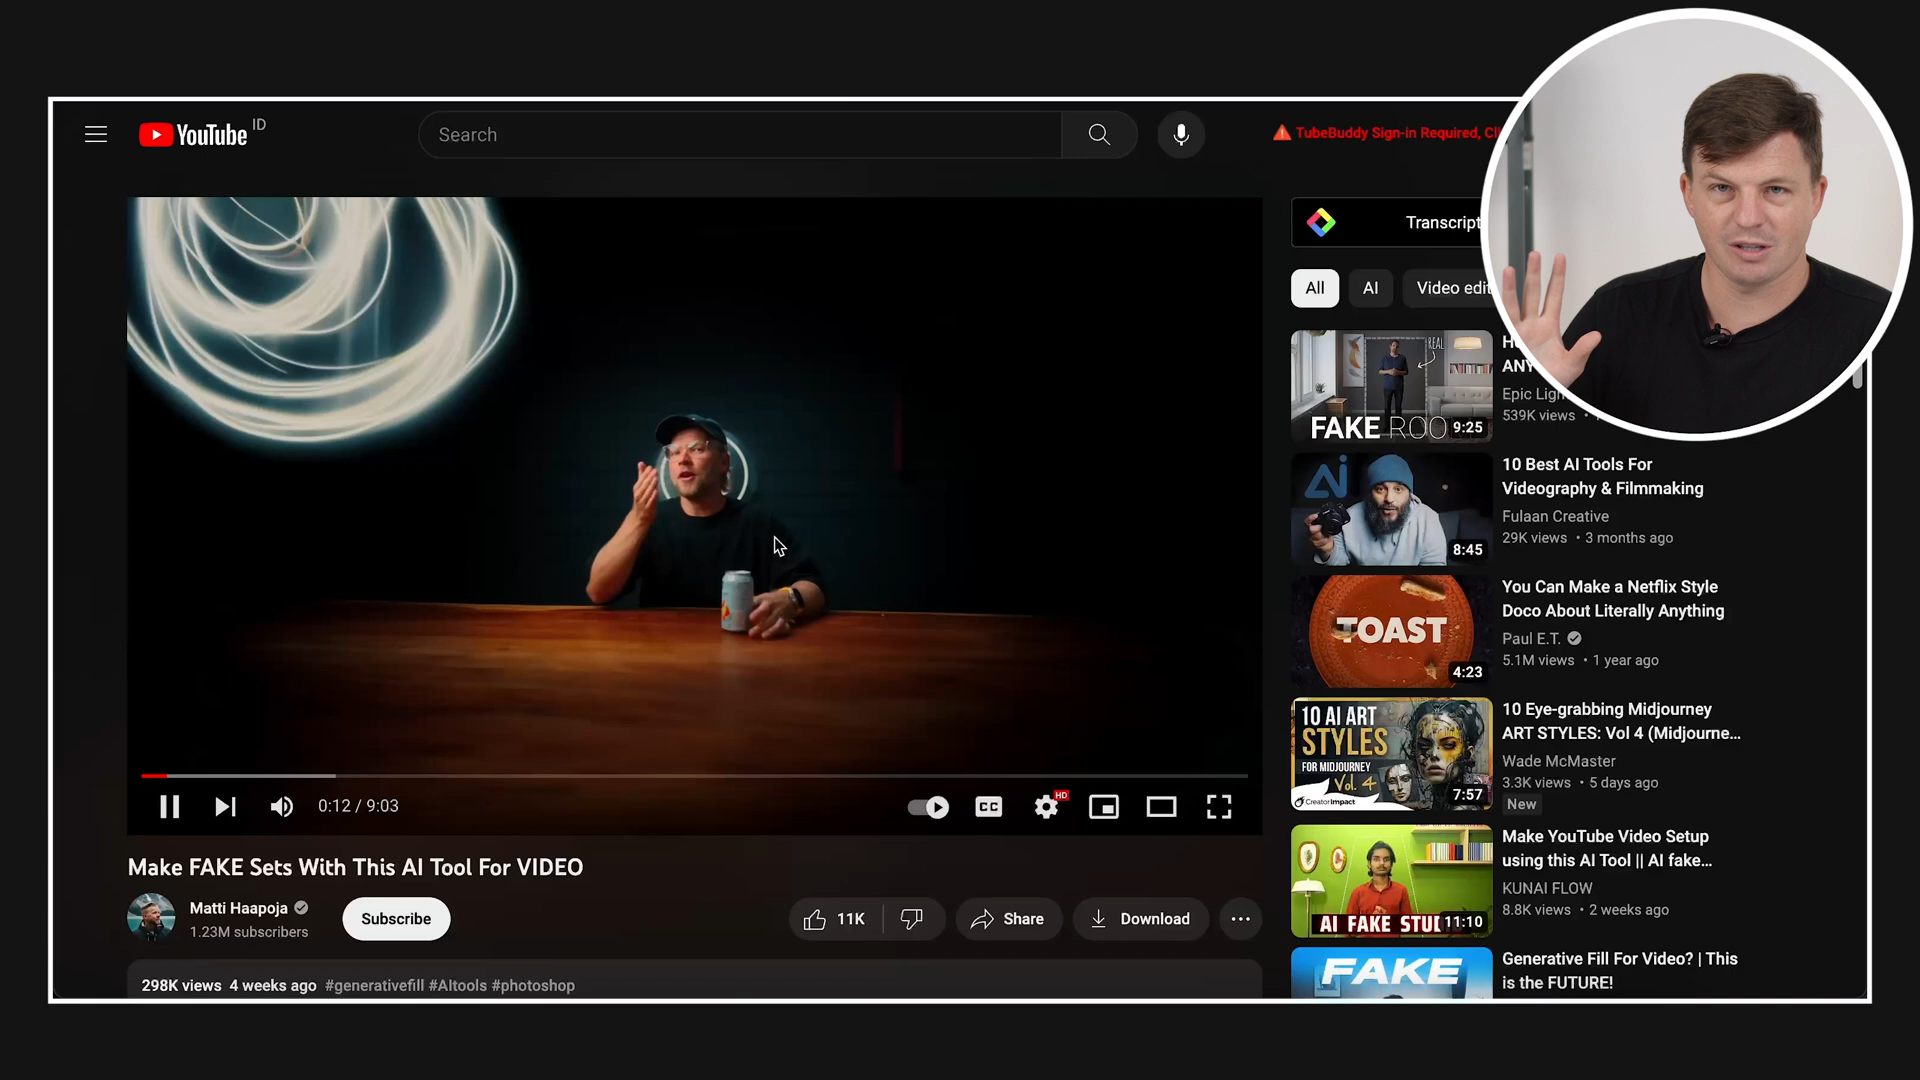 YouTube ID
Search
TubeBuddy Sign-in Required,
Transcript
All
AI
Video
REAL
FAKE ROO
9:25
ANY
Epic
539K views
Ai
8:45
10 Best AI Tools For
Videography & Filmmaking
Fulaan Creative
29K views • 3 months ago
TOAST
4:23
You Can Make a Netflix Style
Doco About Literally Anything
Paul E.T.
5.1M views • 1 year ago
10 AI ART
STYLES
FOR MIDJOURNEY
Vol. 4
CreatorImpact
7:57
10 Eye-grabbing Midjourney
ART STYLES: Vol 4 (Midjourne...
Wade McMaster
3.3K views • 5 days ago
New
AI FAKE STUD
11:10
Make YouTube Video Setup
using this AI Tool || AI fake...
KUNAI FLOW
8.8K views • 2 weeks ago
FAKE
Generative Fill For Video? | This
is the FUTURE!
0:12 / 9:03
CC
HD
Make FAKE Sets With This AI Tool For VIDEO
Matti Haapoja
1.23M subscribers
Subscribe
11K
Share
Download
298K views 4 weeks ago #generativefill #AItools #photoshop